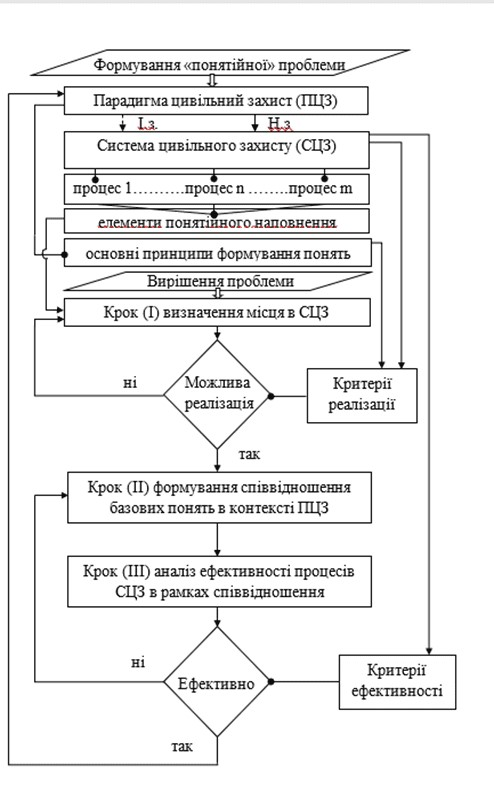 Формування «понятійної» проблеми
Парадигма цивільний захист (ПЦЗ)
І.з Н.з
Система цивільного захисту (СЦЗ)
процес 1..........процес n ........процес m
елементи понятійного наповнення
основні принципи формування понять
Вирішення проблеми
Крок (І) визначення місця в СЦЗ
ні
Можлива
реалізація
Критерії
реалізації
так
Крок (ІІ) формування співвідношення
базових понять в контексті ПЦЗ
Крок (ІІІ) аналіз ефективності процесів
СЦЗ в рамках співвідношення
ні
Ефективно
Критерії
ефективності
так